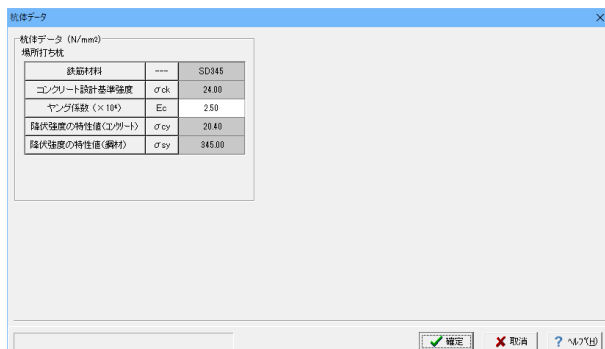 杭体データ
杭体データ (N/mm2)
場所打ち杭
鉄筋材料 --- SD345
コンクリート設計基準強度 σck 24.00
ヤング係数 (×10⁴) Ec 2.50
降伏強度の特性値(コンクリート) σcy 20.40
降伏強度の特性値(鋼材) σsy 345.00
確定 取消 ? ヘルプ(H)